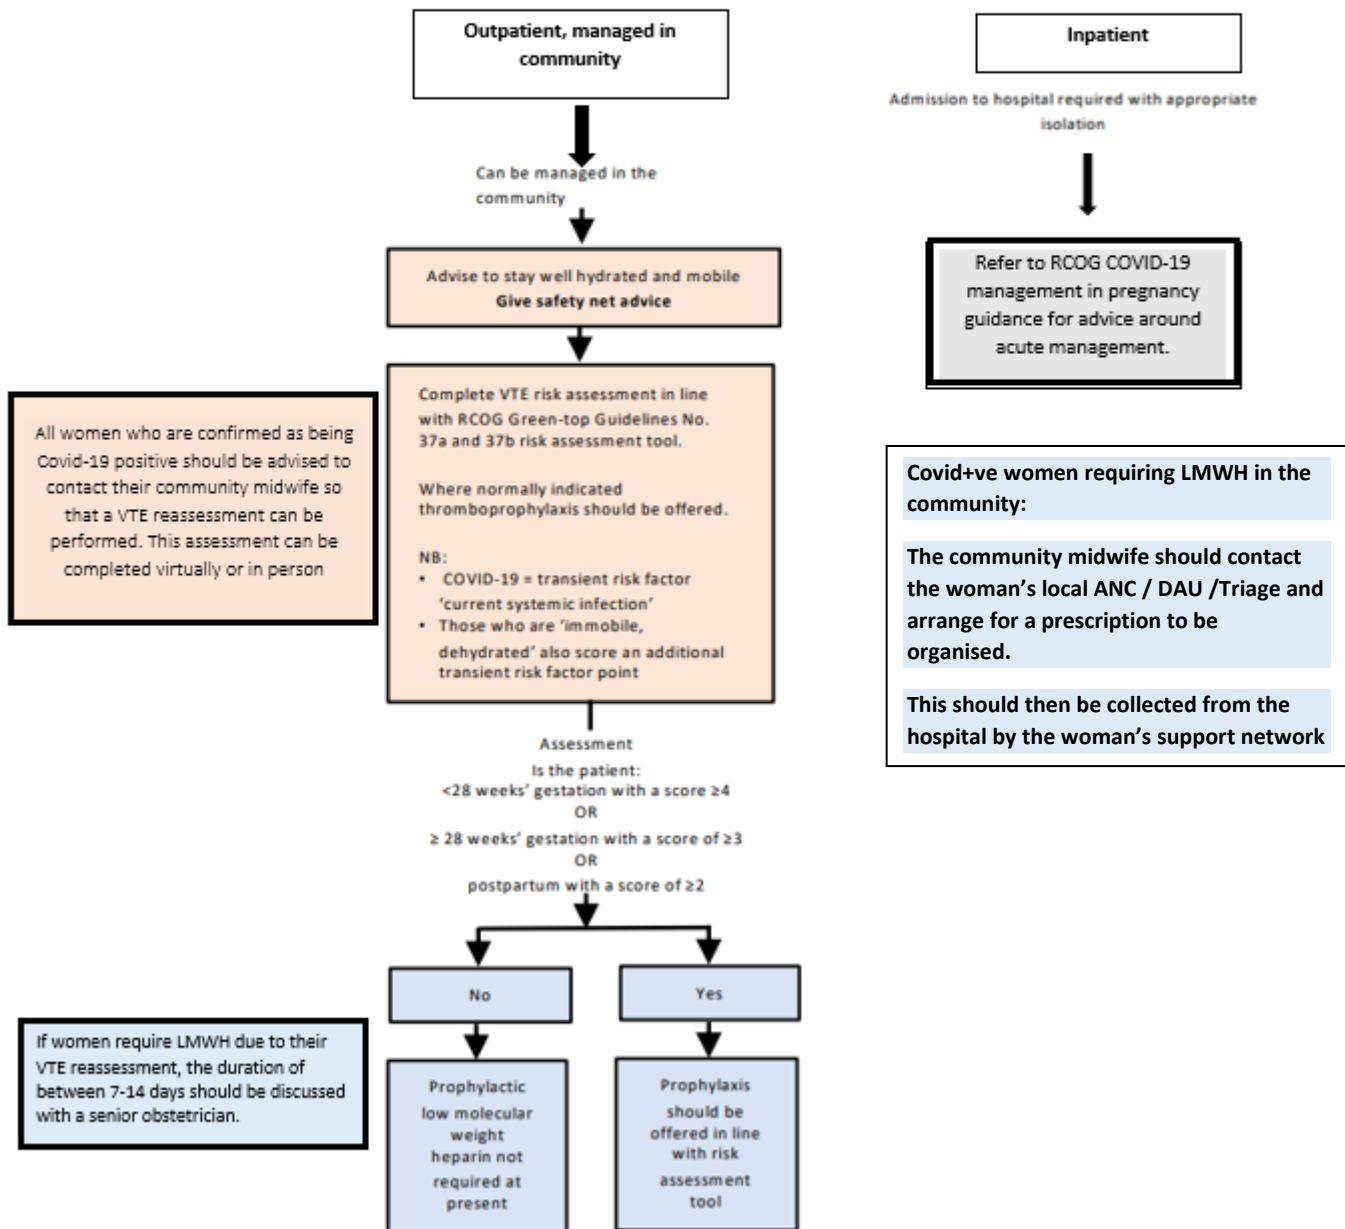 Outpatient, managed in
community
Can be managed in the
community
Advise to stay well hydrated and mobile
Give safety net advice
All women who are confirmed as being
Covid-19 positive should be advised to
contact their community midwife so
that a VTE reassessment can be
performed. This assessment can be
completed virtually or in person
Complete VTE risk assessment in line
with RCOG Green-top Guidelines No.
37a and 37b risk assessment tool.
Where normally indicated
thromboprophylaxis should be offered.
NB:
• COVID-19 = transient risk factor
'current systemic infection'
• Those who are 'immobile,
dehydrated' also score an additional
transient risk factor point
Assessment
Is the patient:
<28 weeks' gestation with a score ≥4
OR
≥ 28 weeks' gestation with a score of ≥3
OR
postpartum with a score of ≥2
No
Yes
If women require LMWH due to their
VTE reassessment, the duration of
between 7-14 days should be discussed
with a senior obstetrician.
Prophylactic
low molecular
weight
heparin not
required at
present
Prophylaxis
should be
offered in line
with risk
assessment
tool
Inpatient
Admission to hospital required with appropriate
isolation
Refer to RCOG COVID-19
management in pregnancy
guidance for advice around
acute management.
Covid+ve women requiring LMWH in the
community:
The community midwife should contact
the woman's local ANC / DAU /Triage and
arrange for a prescription to be
organised.
This should then be collected from the
hospital by the woman's support network